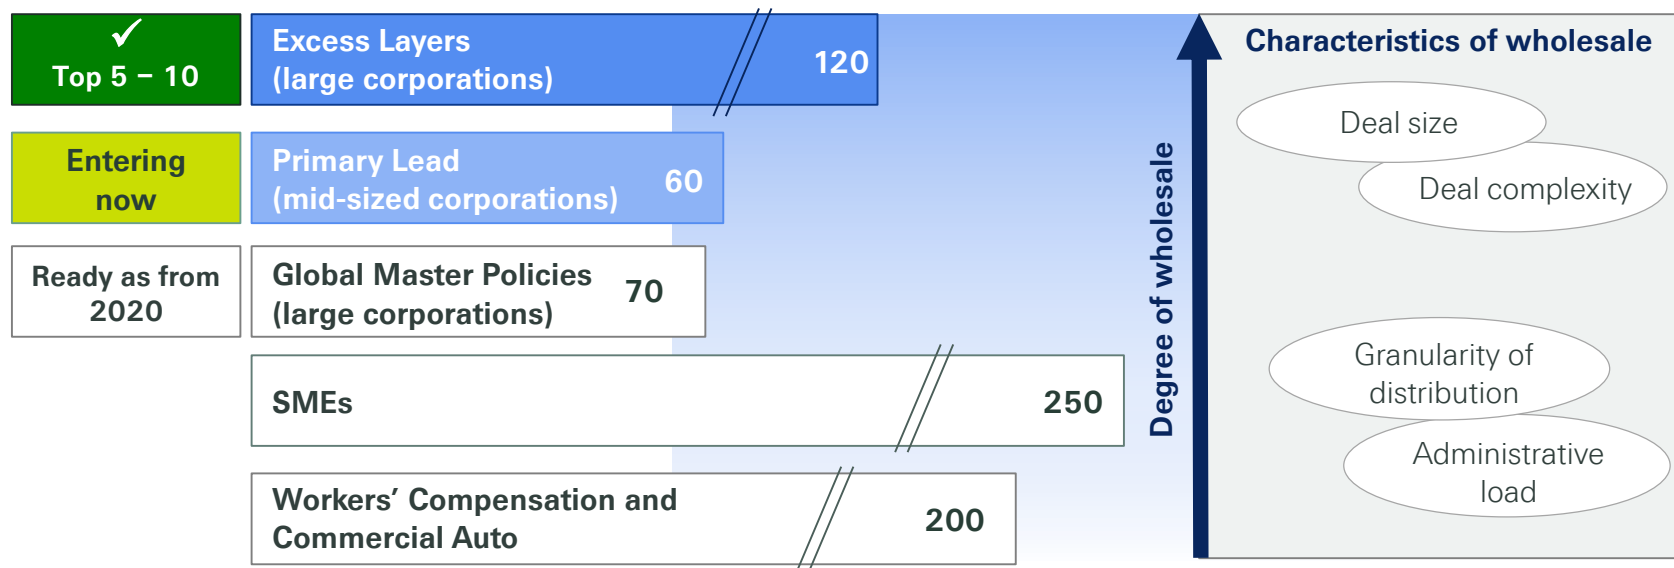 ✓
Top 5 – 10
Excess Layers
(large corporations)
120
Entering
now
Primary Lead
(mid-sized corporations)
60
Ready as from
2020
Global Master Policies
(large corporations)
70
SMEs
250
Workers’ Compensation and
Commercial Auto
200
Degree of wholesale
Characteristics of wholesale
Deal size
Deal complexity
Granularity of
distribution
Administrative
load